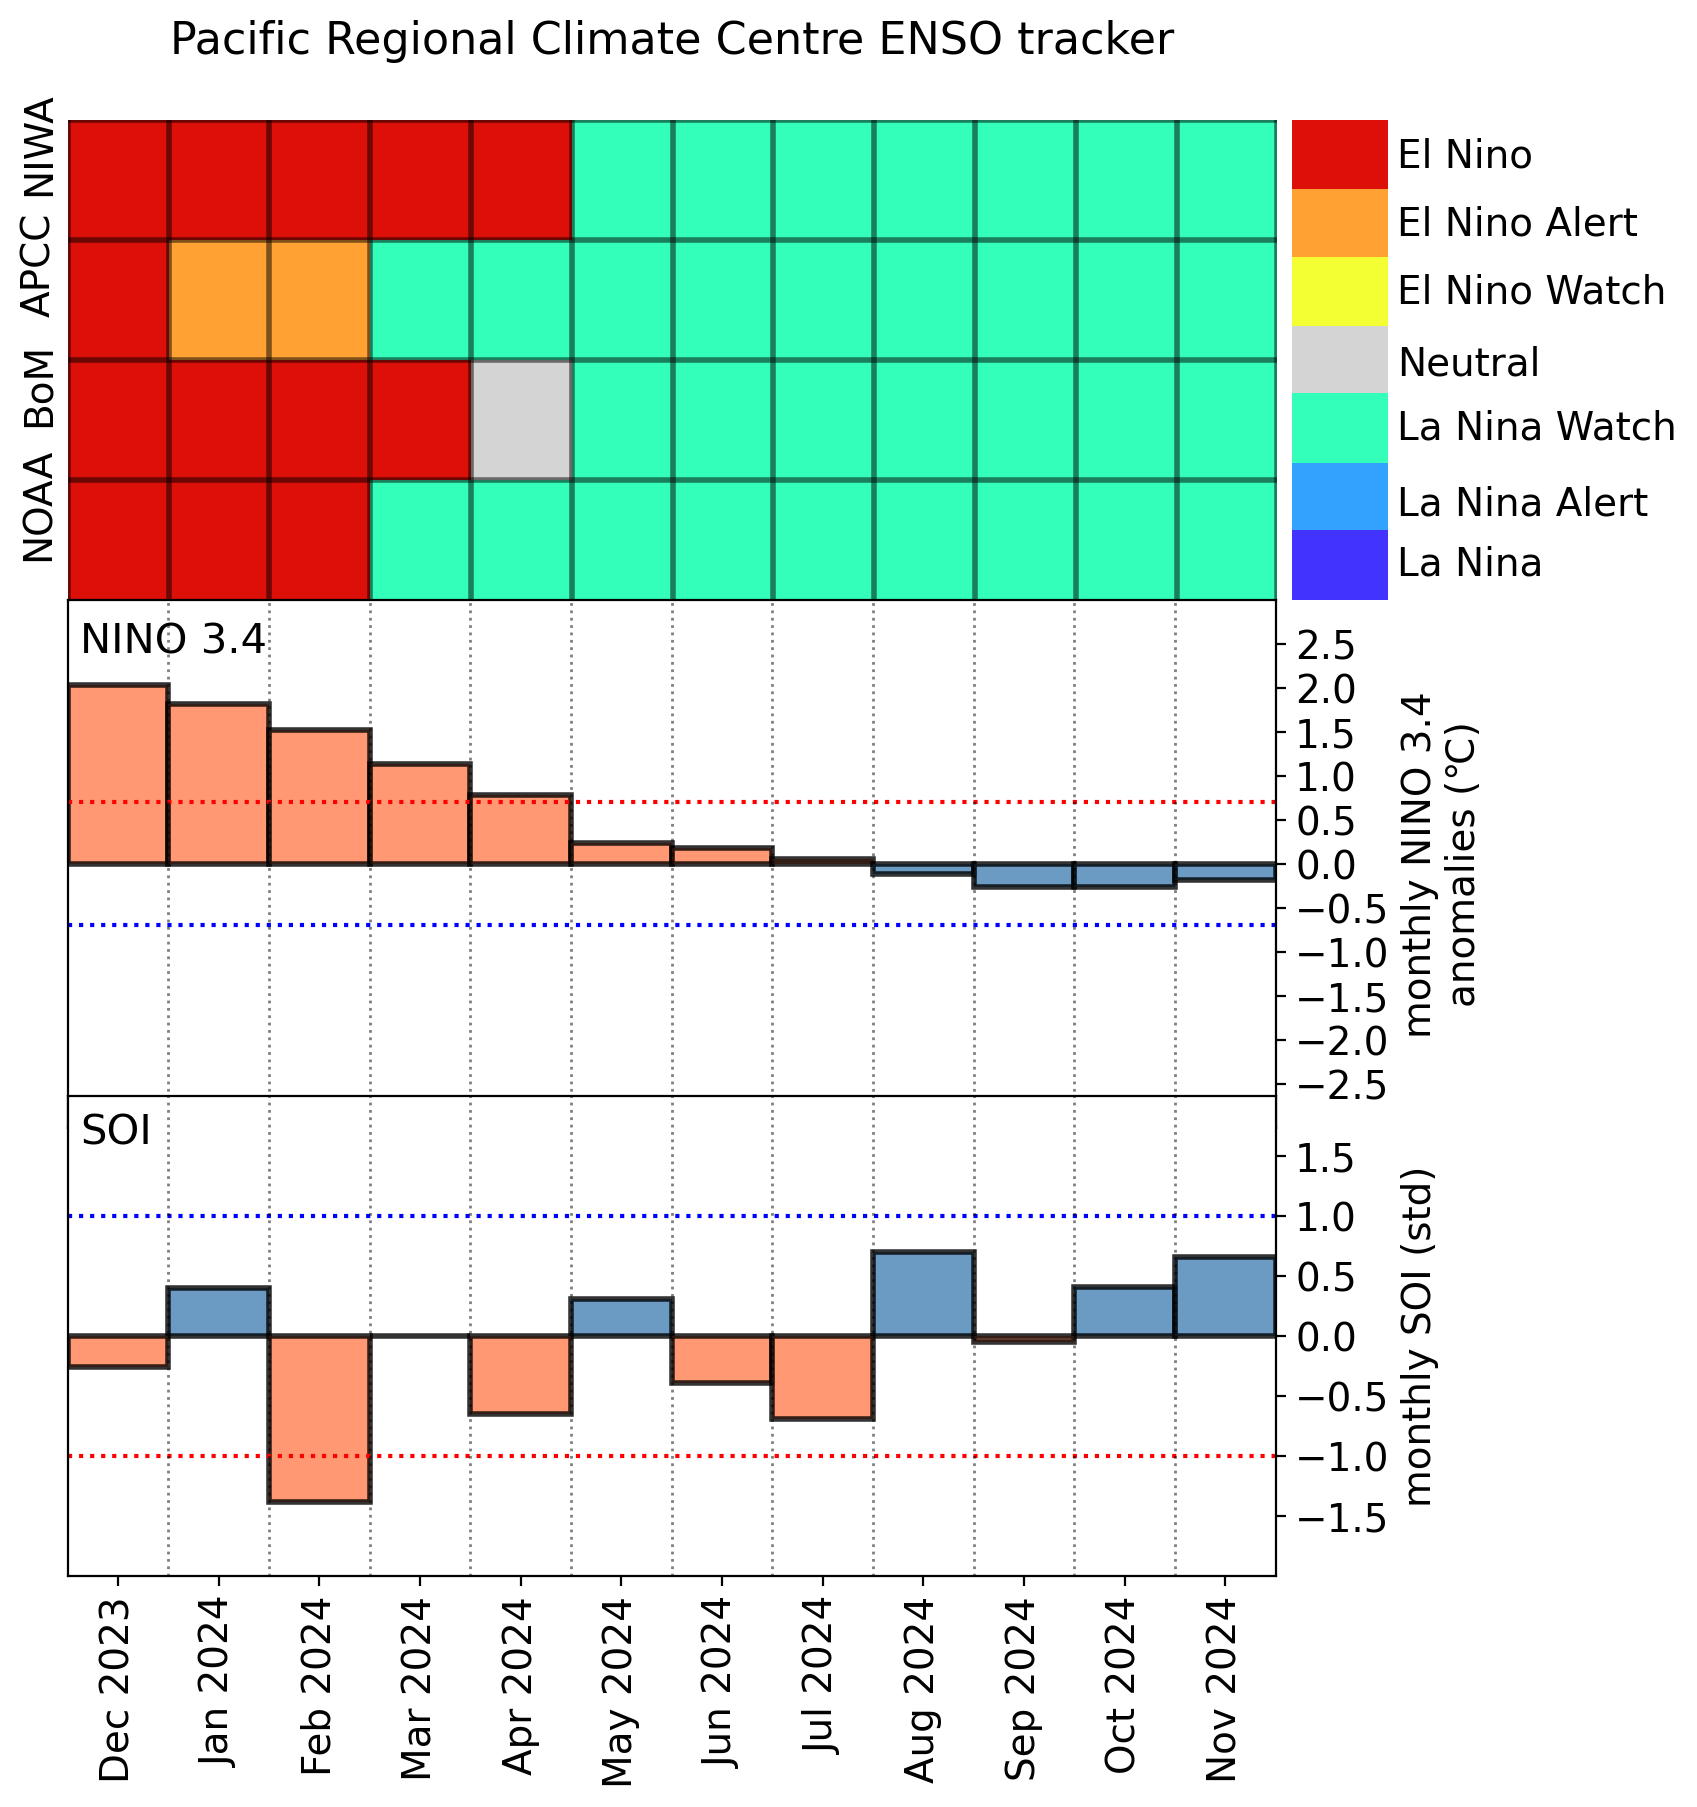 Pacific Regional Climate Centre ENSO tracker
NIWA
APCC
BoM
NOAA
El Nino
El Nino Alert
El Nino Watch
Neutral
La Nina Watch
La Nina Alert
La Nina
NINO 3.4
2.5
2.0
1.5
1.0
0.5
0.0
−0.5
−1.0
−1.5
−2.0
−2.5
monthly NINO 3.4
anomalies (°C)
SOI
1.5
1.0
0.5
0.0
−0.5
−1.0
−1.5
monthly SOI (std)
Dec 2023
Jan 2024
Feb 2024
Mar 2024
Apr 2024
May 2024
Jun 2024
Jul 2024
Aug 2024
Sep 2024
Oct 2024
Nov 2024